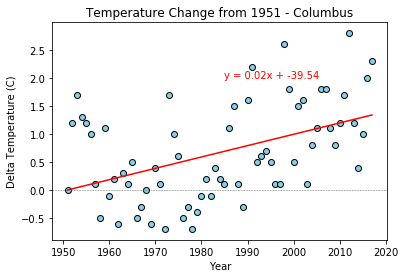 Temperature Change from 1951 - Columbus
2.5
2.0
1.5
1.0
0.5
0.0
−0.5
Delta Temperature (C)
y = 0.02x + -39.54
1950 1960 1970 1980 1990 2000 2010 2020
Year